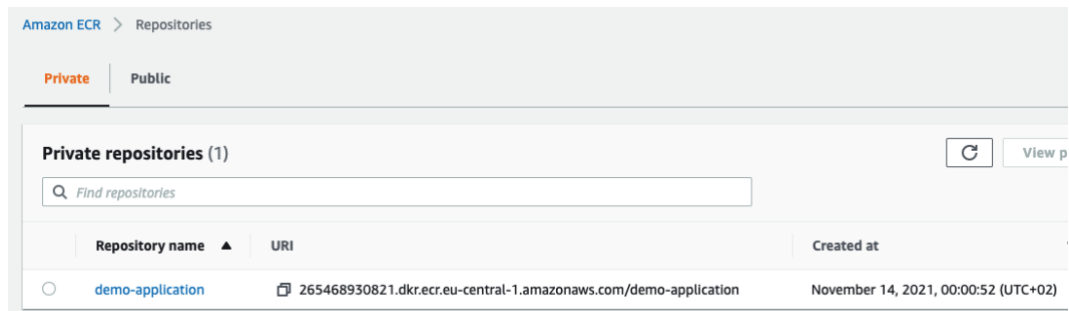 Amazon ECR > Repositories
Private Public
Private repositories (1)
View p
Find repositories
Repository name ▲ URI Created at
demo-application 265468930821.dkr.ecr.eu-central-1.amazonaws.com/demo-application November 14, 2021, 00:00:52 (UTC+02)